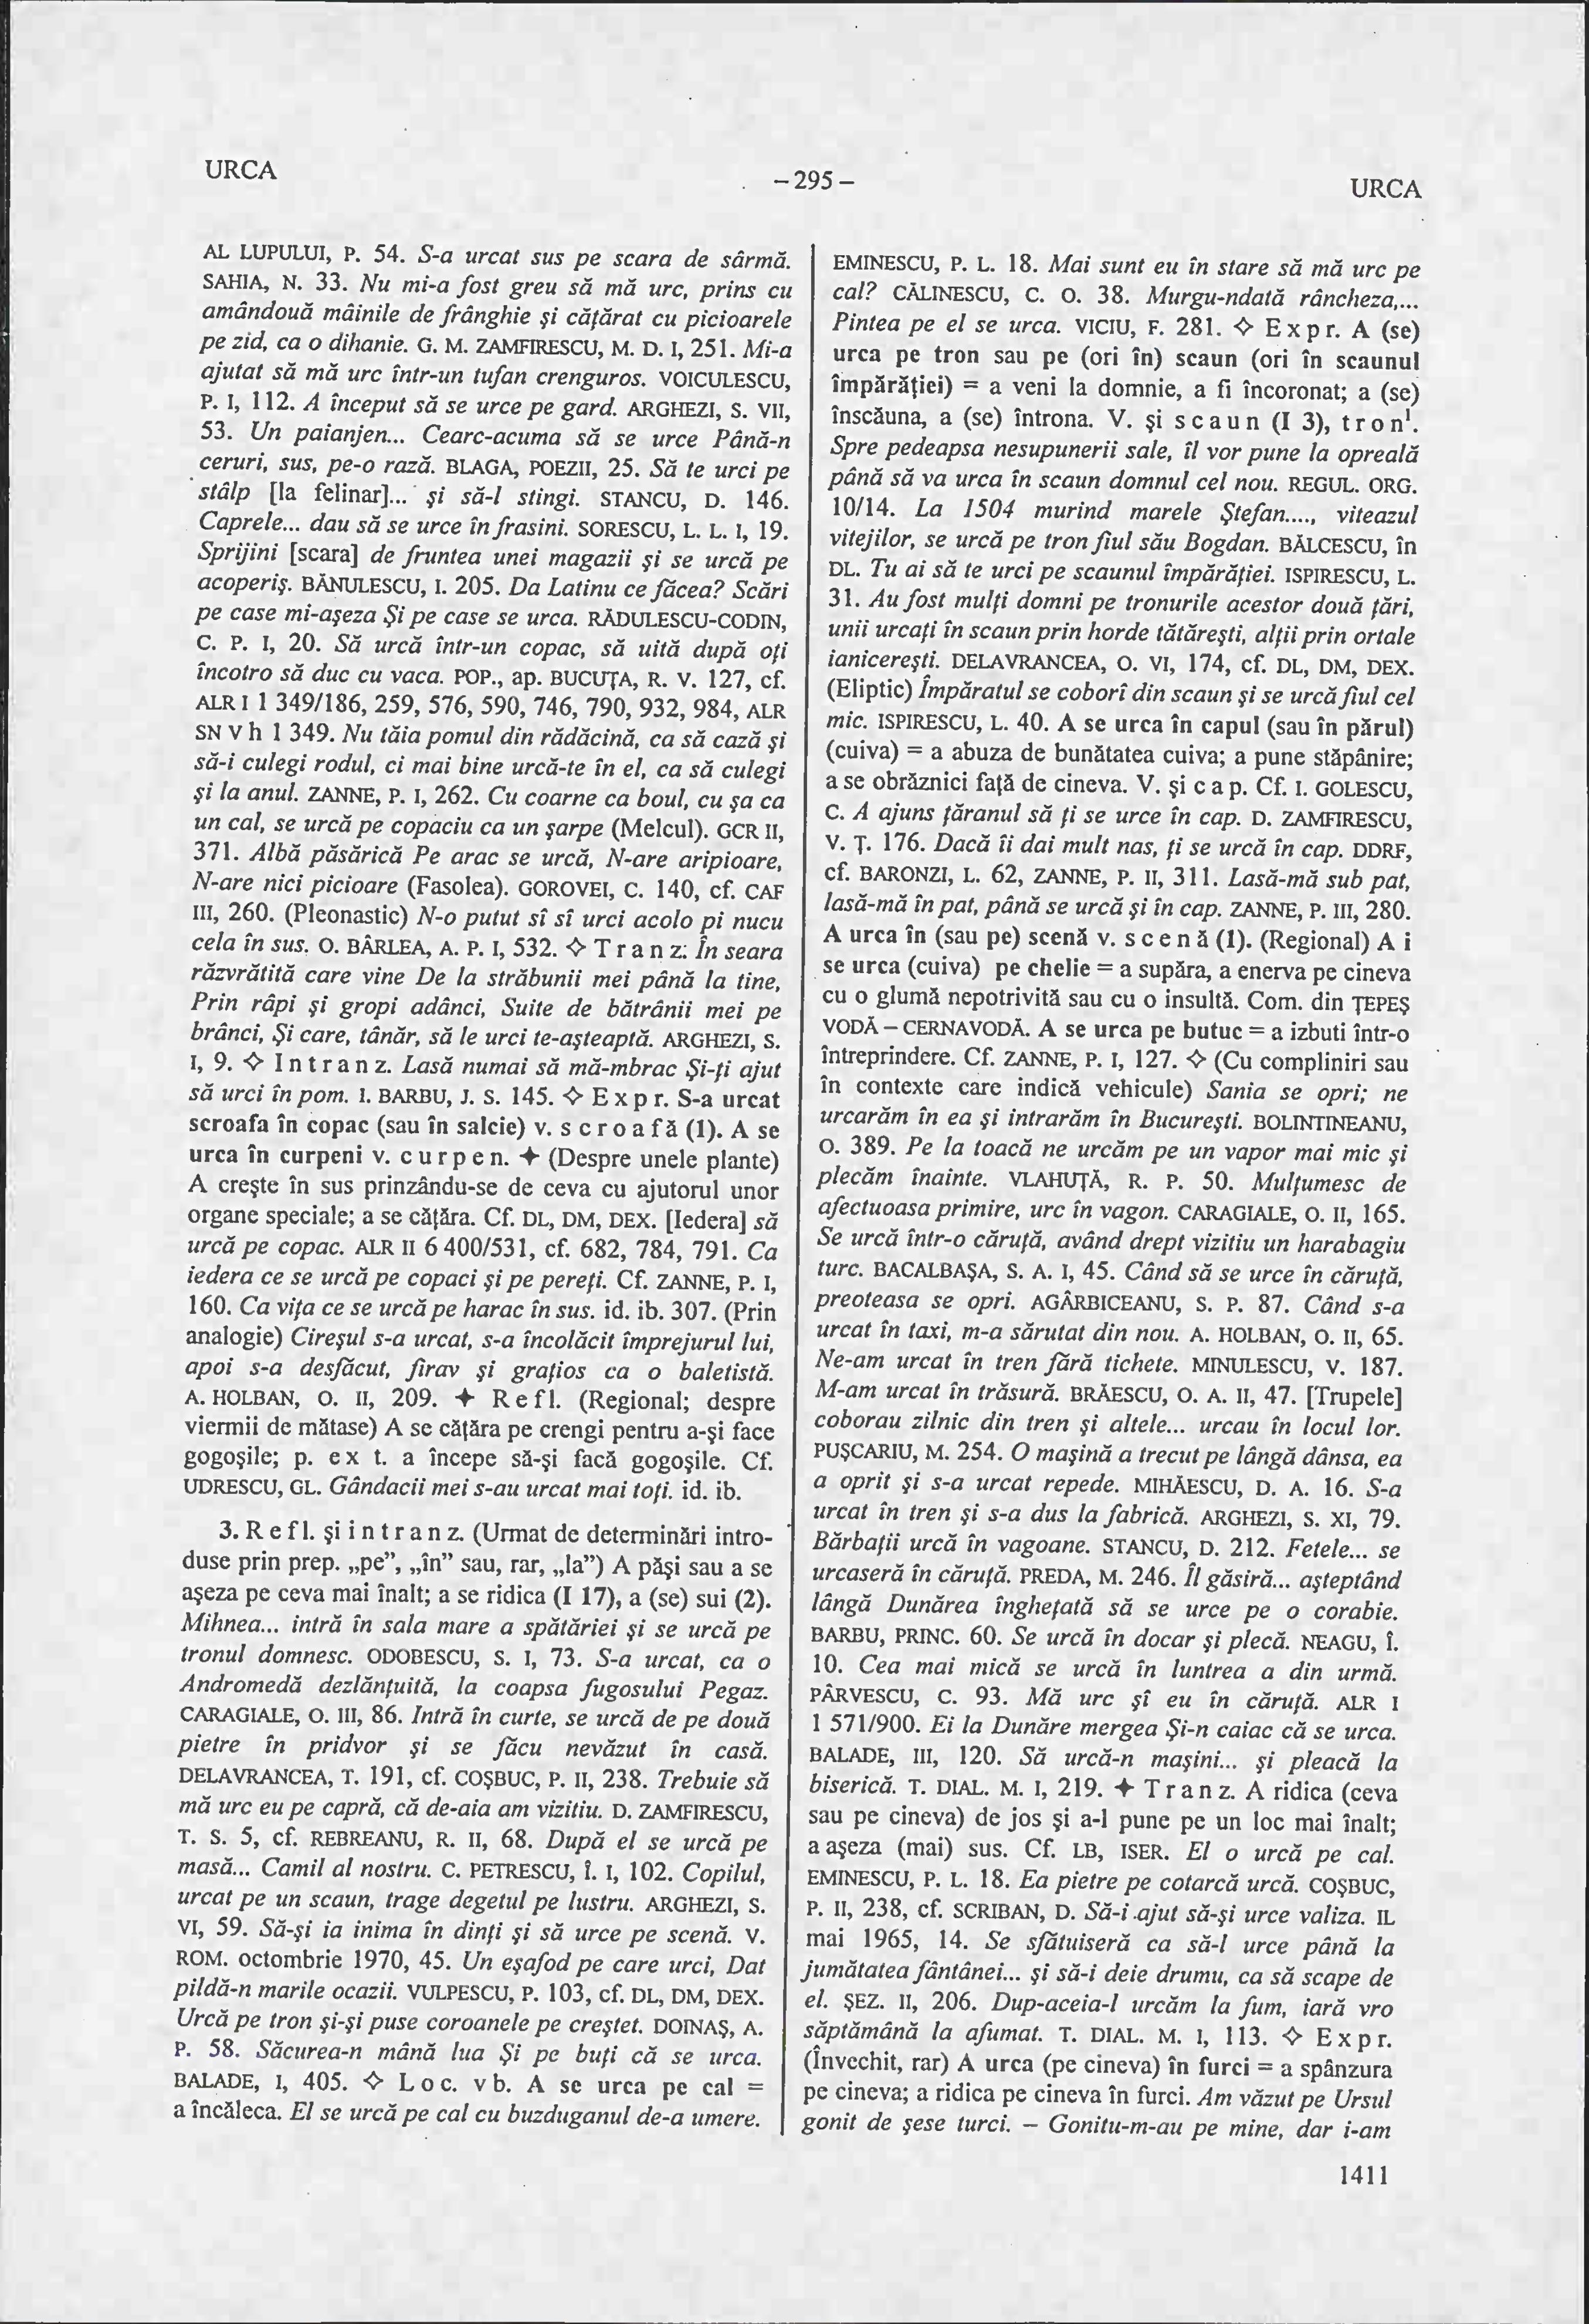 URCA
– 295 –
URCA
AL LUPULUI, P. 54. S-a urcat sus pe scara de sârmă.
SAHIA, N. 33. Nu mi-a fost greu să mă urc, prins cu
amândouă mâinile de frânghie şi căţărat cu picioarele
pe zid, ca o dihanie. G. M. ZAMFIRESCU, M. D. I, 251. Mi-a
ajutat să mă urc într-un tufan crenguros. VOICULESCU,
P. I, 112. A început să se urce pe gard. ARGHEZI, S. VII,
53. Un paianjen... Cearc-acuma să se urce Până-n
ceruri, sus, pe-o rază. BLAGA, POEZII, 25. Să te urci pe
stâlp [la felinar]... şi să-l stingi. STANCU, D. 146.
Caprele... dau să se urce în frasini. SORESCU, L. L. I, 19.
Sprijini [scara] de fruntea unei magazii şi se urcă pe
acoperiş. BĂNULESCU, I. 205. Da Latinu ce făcea? Scări
pe case mi-aşeza Şi pe case se urca. RĂDULESCU-CODIN,
C. P. I, 20. Să urcă într-un copac, să uită după oţi
încotro să duc cu vaca. POP., ap. BUCUŢA, R. V. 127, cf.
ALR I 1 349/186, 259, 576, 590, 746, 790, 932, 984, ALR
SN V h 1 349. Nu tăia pomul din rădăcină, ca să cază şi
să-i culegi rodul, ci mai bine urcă-te în el, ca să culegi
şi la anul. ZANNE, P. I, 262. Cu coarne ca boul, cu şa ca
un cal, se urcă pe copaciu ca un şarpe (Melcul). GCR II,
371. Albă păsărică Pe arac se urcă, N-are aripioare,
N-are nici picioare (Fasolea). GOROVEI, C. 140, cf. CAF
III, 260. (Pleonastic) N-o putut sî sî urci acolo pi nucu
cela în sus. O. BÂRLEA, A. P. I, 532. ◇ Tranz. În seara
răzvrătită care vine De la străbunii mei până la tine,
Prin râpi şi gropi adânci, Suite de bătrânii mei pe
brânci, Şi care, tânăr, să le urci te-aşteaptă. ARGHEZI, S.
I, 9. ◇ Intranz. Lasă numai să mă-mbrac Şi-ţi ajut
să urci în pom. I. BARBU, J. S. 145. ◇ Expr. S-a urcat
scroafa în copac (sau în salcie) v. scroafă (1). A se
urca în curpeni v. curpen. ✦ (Despre unele plante)
A creşte în sus prinzându-se de ceva cu ajutorul unor
organe speciale; a se căţăra. Cf. DL, DM, DEX. [Iedera] să
urcă pe copac. ALR II 6 400/531, cf. 682, 784, 791. Ca
iedera ce se urcă pe copaci şi pe pereţi. Cf. ZANNE, P. I,
160. Ca viţa ce se urcă pe harac în sus. id. ib. 307. (Prin
analogie) Cireşul s-a urcat, s-a încolăcit împrejurul lui,
apoi s-a desfăcut, firav şi graţios ca o baletistă.
A. HOLBAN, O. II, 209. ✦ Refl. (Regional; despre
viermii de mătase) A se căţăra pe crengi pentru a-şi face
gogoşile; p. ext. a începe să-şi facă gogoşile. Cf.
UDRESCU, GL. Gândacii mei s-au urcat mai toţi. id. ib.
3. Refl. şi intranz. (Urmat de determinări intro-
duse prin prep. „pe”, „în” sau, rar, „la”) A păşi sau a se
aşeza pe ceva mai înalt; a se ridica (I 17), a (se) sui (2).
Mihnea... intră în sala mare a spătăriei şi se urcă pe
tronul domnesc. ODOBESCU, S. I, 73. S-a urcat, ca o
Andromedă dezlănţuită, la coapsa fugosului Pegaz.
CARAGIALE, O. III, 86. Intră în curte, se urcă de pe două
pietre în pridvor şi se făcu nevăzut în casă.
DELAVRANCEA, T. 191, cf. COŞBUC, P. II, 238. Trebuie să
mă urc eu pe capră, că de-aia am vizitiu. D. ZAMFIRESCU,
T. S. 5, cf. REBREANU, R. II, 68. După el se urcă pe
masă... Camil al nostru. C. PETRESCU, Î. I, 102. Copilul,
urcat pe un scaun, trage degetul pe lustru. ARGHEZI, S.
VI, 59. Să-şi ia inima în dinţi şi să urce pe scenă. V.
ROM. octombrie 1970, 45. Un eşafod pe care urci, Dat
pildă-n marile ocazii. VULPESCU, P. 103, cf. DL, DM, DEX.
Urcă pe tron şi-şi puse coroanele pe creştet. DOINAŞ, A.
P. 58. Săcurea-n mână lua Şi pe buţi că se urca.
BALADE, I, 405. ◇ Loc. vb. A se urca pe cal =
a încăleca. El se urcă pe cal cu buzduganul de-a umere.
EMINESCU, P. L. 18. Mai sunt eu în stare să mă urc pe
cal? CĂLINESCU, C. O. 38. Murgu-ndată râncheza,...
Pintea pe el se urca. VICIU, F. 281. ◇ Expr. A (se)
urca pe tron sau pe (ori în) scaun (ori în scaunul
împărăţiei) = a veni la domnie, a fi încoronat; a (se)
înscăuna, a (se) întrona. V. şi scaun (I 3), tron¹.
Spre pedeapsa nesupunerii sale, îl vor pune la opreală
până să va urca în scaun domnul cel nou. REGUL. ORG.
10/14. La 1504 murind marele Ştefan...., viteazul
vitejilor, se urcă pe tron fiul său Bogdan. BĂLCESCU, în
DL. Tu ai să te urci pe scaunul împărăţiei. ISPIRESCU, L.
31. Au fost mulţi domni pe tronurile acestor două ţări,
unii urcaţi în scaun prin horde tătăreşti, alţii prin ortale
ianicereşti. DELAVRANCEA, O. VI, 174, cf. DL, DM, DEX.
(Eliptic) Împăratul se coborî din scaun şi se urcă fiul cel
mic. ISPIRESCU, L. 40. A se urca în capul (sau în părul)
(cuiva) = a abuza de bunătatea cuiva; a pune stăpânire;
a se obrăznici faţă de cineva. V. şi cap. Cf. I. GOLESCU,
C. A ajuns ţăranul să ţi se urce în cap. D. ZAMFIRESCU,
V. Ţ. 176. Dacă îi dai mult nas, ţi se urcă în cap. DDRF,
cf. BARONZI, L. 62, ZANNE, P. II, 311. Lasă-mă sub pat,
lasă-mă în pat, până se urcă şi în cap. ZANNE, P. III, 280.
A urca în (sau pe) scenă v. scenă (1). (Regional) A i
se urca (cuiva) pe chelie = a supăra, a enerva pe cineva
cu o glumă nepotrivită sau cu o insultă. Com. din ŢEPEŞ
VODĂ – CERNAVODĂ. A se urca pe butuc = a izbuti într-o
întreprindere. Cf. ZANNE, P. I, 127. ◇ (Cu compliniri sau
în contexte care indică vehicule) Sania se opri; ne
urcarăm în ea şi intrarăm în Bucureşti. BOLINTINEANU,
O. 389. Pe la toacă ne urcăm pe un vapor mai mic şi
plecăm înainte. VLAHUŢĂ, R. P. 50. Mulţumesc de
afectuoasa primire, urc în vagon. CARAGIALE, O. II, 165.
Se urcă într-o căruţă, având drept vizitiu un harabagiu
turc. BACALBAŞA, S. A. I, 45. Când să se urce în căruţă,
preoteasa se opri. AGÂRBICEANU, S. P. 87. Când s-a
urcat în taxi, m-a sărutat din nou. A. HOLBAN, O. II, 65.
Ne-am urcat în tren fără tichete. MINULESCU, V. 187.
M-am urcat în trăsură. BRĂESCU, O. A. II, 47. [Trupele]
coborau zilnic din tren şi altele... urcau în locul lor.
PUŞCARIU, M. 254. O maşină a trecut pe lângă dânsa, ea
a oprit şi s-a urcat repede. MIHĂESCU, D. A. 16. S-a
urcat în tren şi s-a dus la fabrică. ARGHEZI, S. XI, 79.
Bărbaţii urcă în vagoane. STANCU, D. 212. Fetele... se
urcaseră în căruţă. PREDA, M. 246. Îl găsiră... aşteptând
lângă Dunărea îngheţată să se urce pe o corabie.
BARBU, PRINC. 60. Se urcă în docar şi plecă. NEAGU, Î.
10. Cea mai mică se urcă în luntrea a din urmă.
PÂRVESCU, C. 93. Mă urc şî eu în căruţă. ALR I
1 571/900. Ei la Dunăre mergea Şi-n caiac că se urca.
BALADE, III, 120. Să urcă-n maşini... şi pleacă la
biserică. T. DIAL. M. I, 219. ✦ Tranz. A ridica (ceva
sau pe cineva) de jos şi a-l pune pe un loc mai înalt;
a aşeza (mai) sus. Cf. LB, ISER. El o urcă pe cal.
EMINESCU, P. L. 18. Ea pietre pe cotarcă urcă. COŞBUC,
P. II, 238, cf. SCRIBAN, D. Să-i ajut să-şi urce valiza. IL
mai 1965, 14. Se sfătuiseră ca să-l urce până la
jumătatea fântânei... şi să-i deie drumu, ca să scape de
el. ŞEZ. II, 206. Dup-aceia-l urcăm la fum, iară vro
săptămână la afumat. T. DIAL. M. I, 113. ◇ Expr.
(Învechit, rar) A urca (pe cineva) în furci = a spânzura
pe cineva; a ridica pe cineva în furci. Am văzut pe Ursul
gonit de şese turci. – Gonitu-m-au pe mine, dar i-am
1411